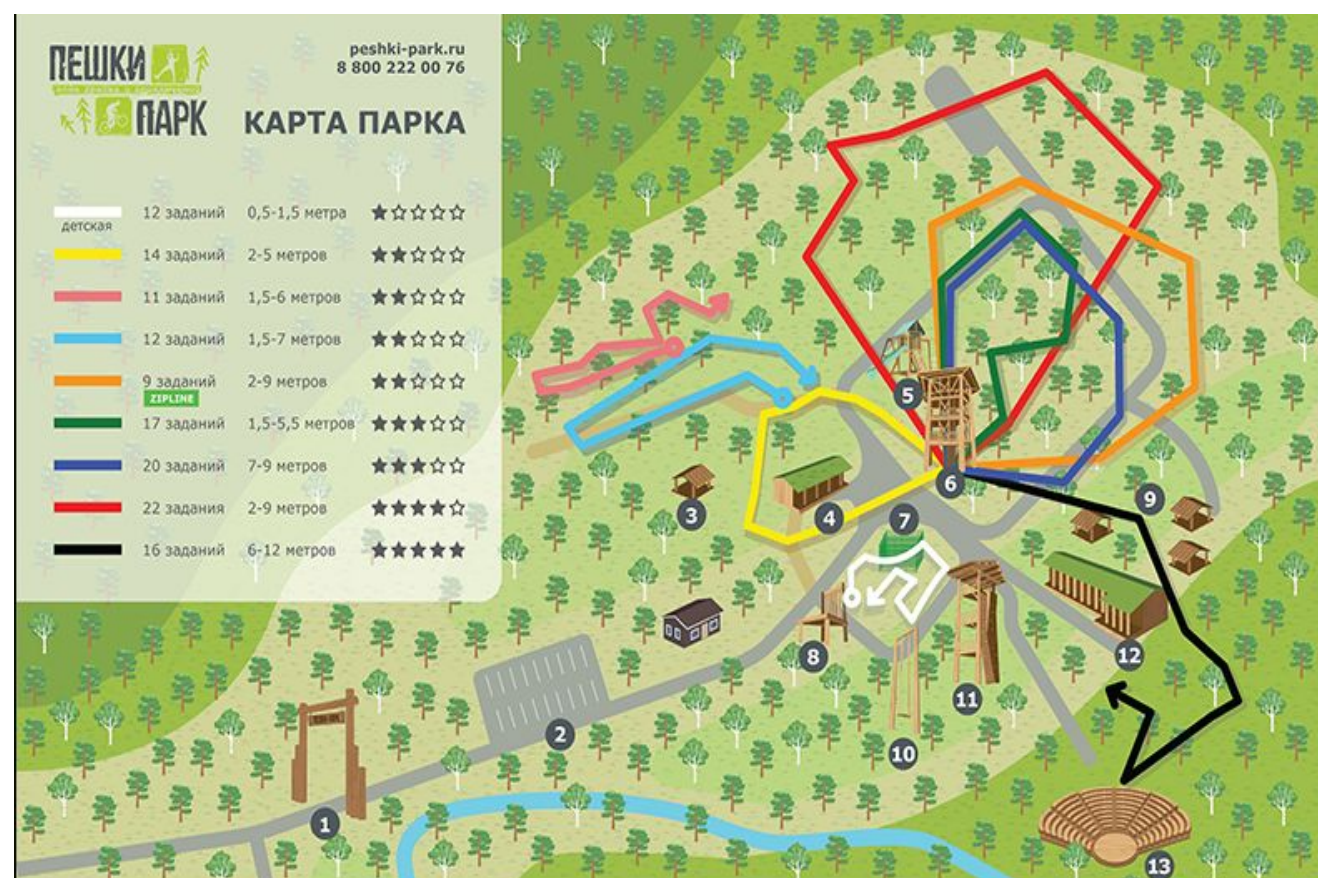 ПЕШКИ
ПАРК
peshki-park.ru
8 800 222 00 76
КАРТА ПАРКА
детская
12 заданий 0,5-1,5 метра
14 заданий 2-5 метров
11 заданий 1,5-6 метров
12 заданий 1,5-7 метров
9 заданий 2-9 метров
ZIPLINE
17 заданий 1,5-5,5 метров
20 заданий 7-9 метров
22 задания 2-9 метров
16 заданий 6-12 метров
5
6
9
3
4
7
8
12
11
2
10
1
13